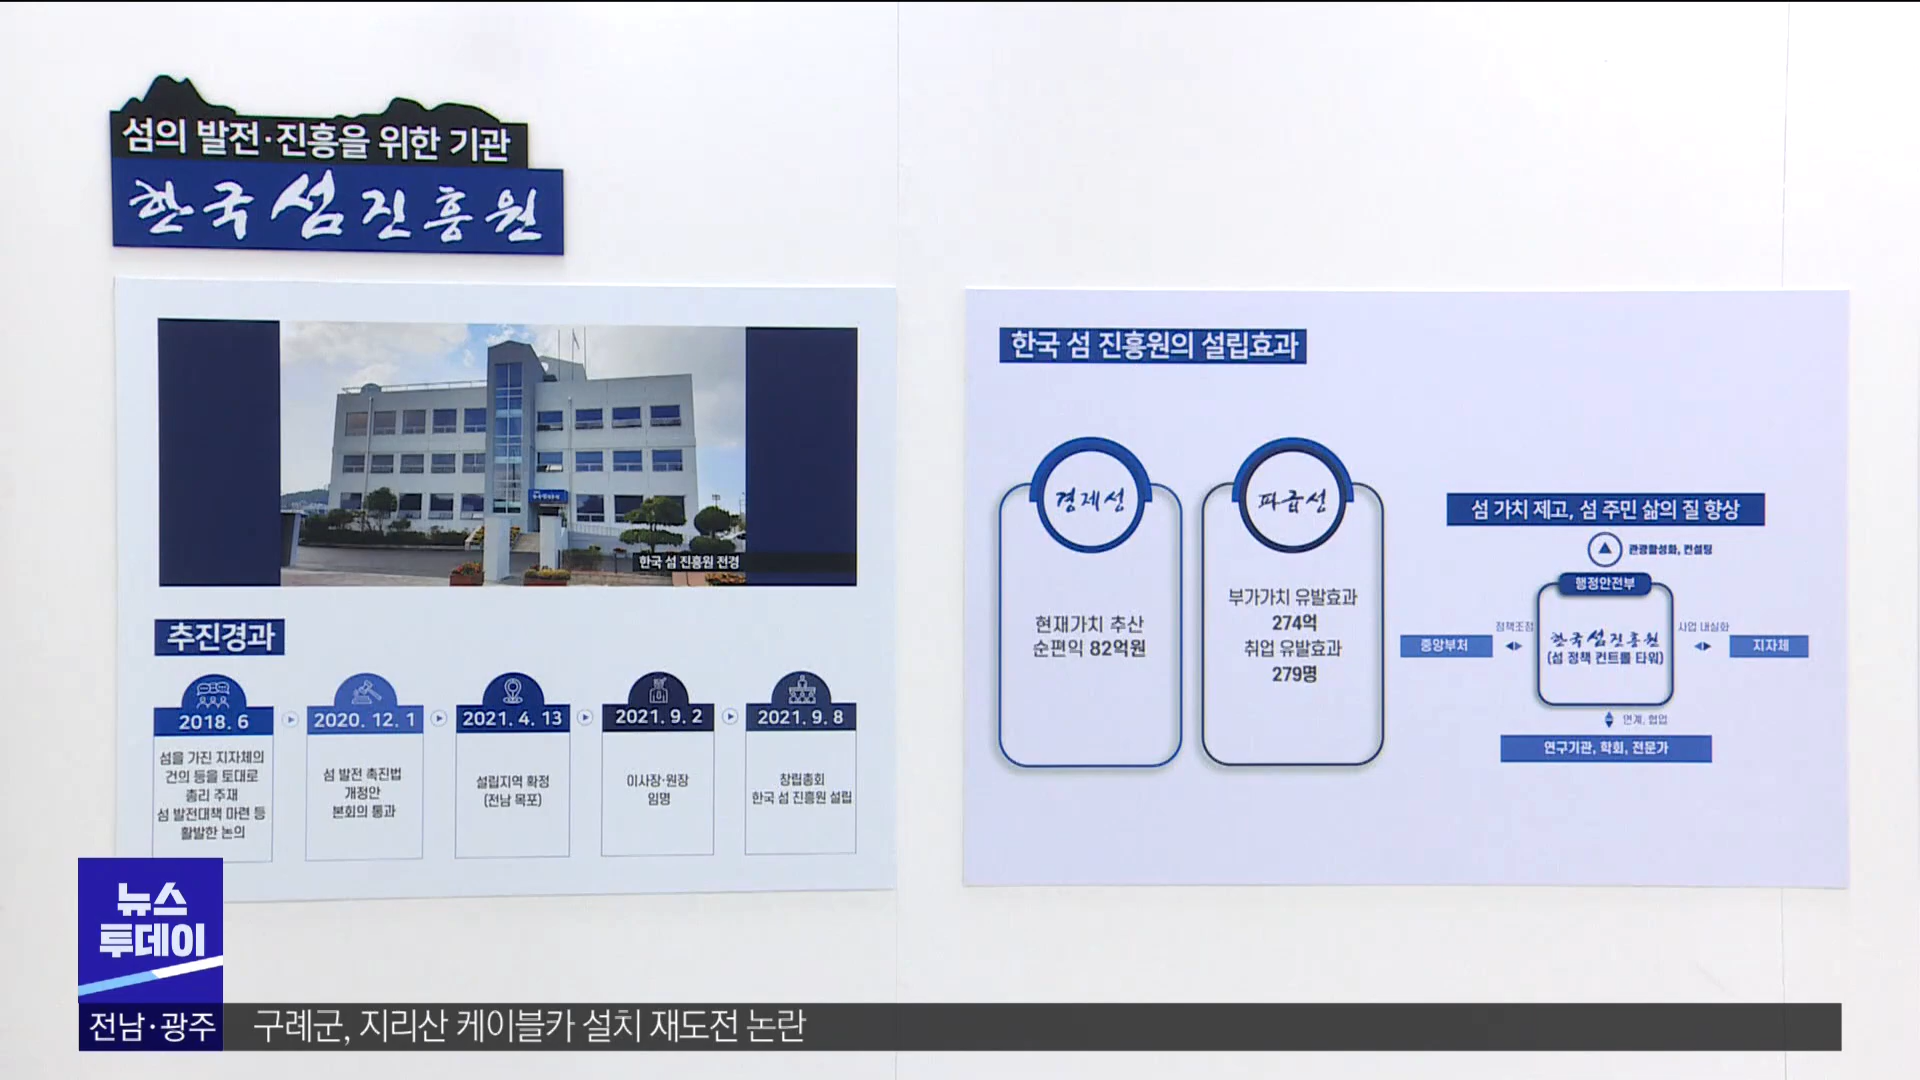 섬의 발전·진흥을 위한 기관
한국섬진흥원
한국 섬 진흥원 전경
추진경과
2018. 6
섬을 가진 지자체의
건의 등을 토대로
총리 주재
섬 발전대책 마련 등
활발한 논의
2020. 12. 1
섬 발전 촉진법
개정안
본회의 통과
2021. 4. 13
설립지역 확정
(전남 목포)
2021. 9. 2
이사장·원장
임명
2021. 9. 8
창립총회
한국 섬 진흥원 설립
한국 섬 진흥원의 설립효과
경제성
현재가치 추산
순편익 82억원
파급성
부가가치 유발효과
274억
취업 유발효과
279명
섬 가치 제고, 섬 주민 삶의 질 향상
관광활성화, 컨설팅
행정안전부
한국섬진흥원
(섬 정책 컨트롤 타워)
중앙부처
정책조정
사업 내실화
지자체
연계, 협업
연구기관, 학회, 전문가
뉴스
투데이
전남·광주
구례군, 지리산 케이블카 설치 재도전 논란